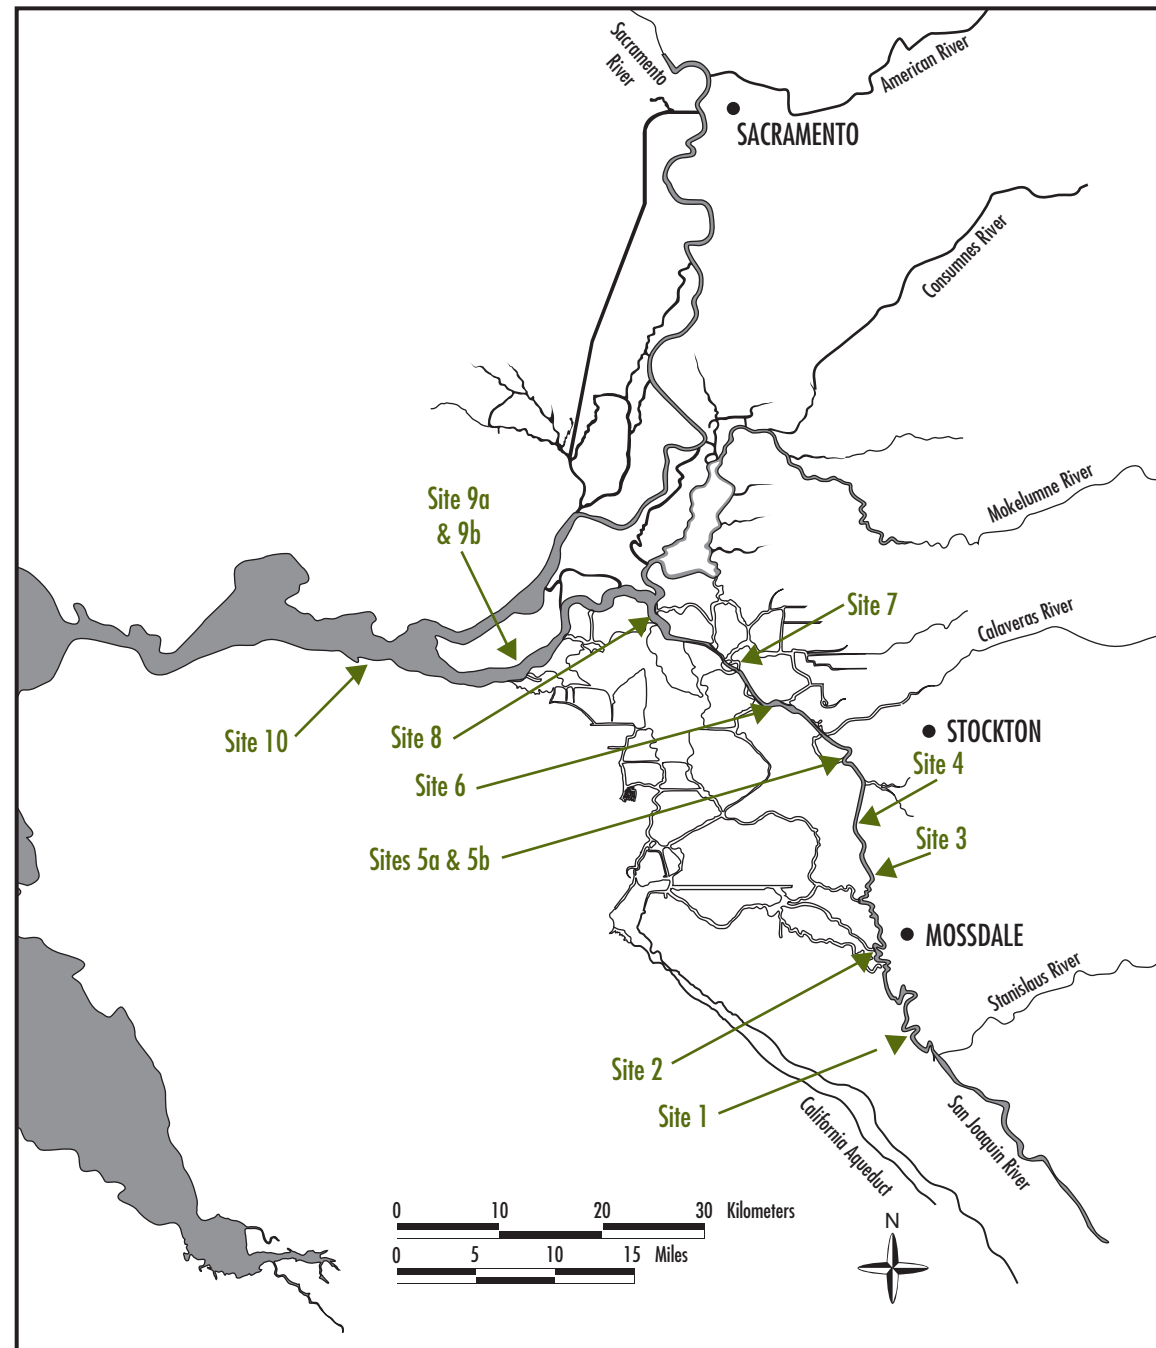 Sacramento
River
American River
SACRAMENTO
Consumnes River
Mokelumne River
Site 9a
& 9b
Site 7
Calaveras River
Site 10
Site 8
STOCKTON
Site 6
Site 4
Sites 5a & 5b
Site 3
MOSSDALE
Stanislaus River
Site 2
Site 1
San Joaquin River
California Aqueduct
0 10 20 30 Kilometers
0 5 10 15 Miles
N